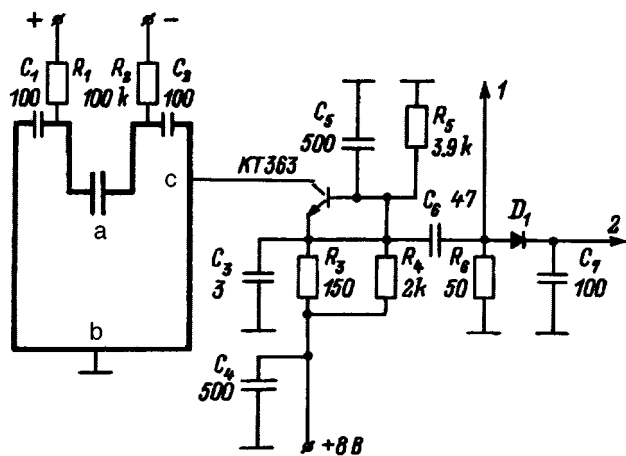 + -
C₁ 100
R₁
R₂
100 k
C₂ 100
c
a
b
KT363
C₅ 500
R₅ 3.9 k
1
C₆ 47
D₁
2
C₃ 3
R₃ 150
R₄ 2k
R₆ 50
C₇ 100
C₄ 500
+8 В